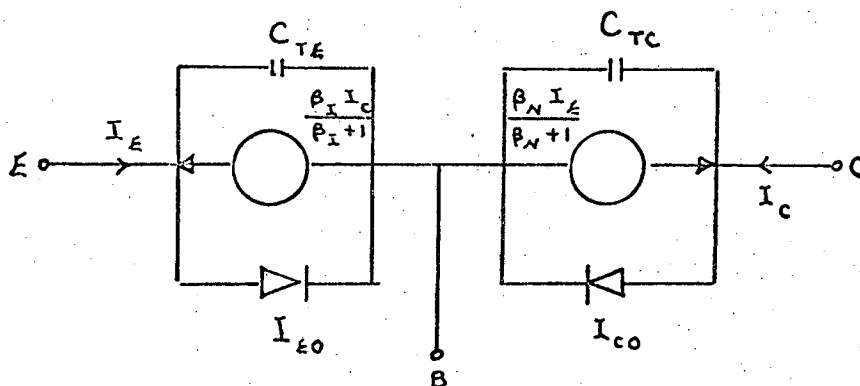 C_TE
C_TC
β_I I_C
β_I +1
β_N I_E
β_N +1
I_E
E
C
I_C
I_EO
I_CO
B